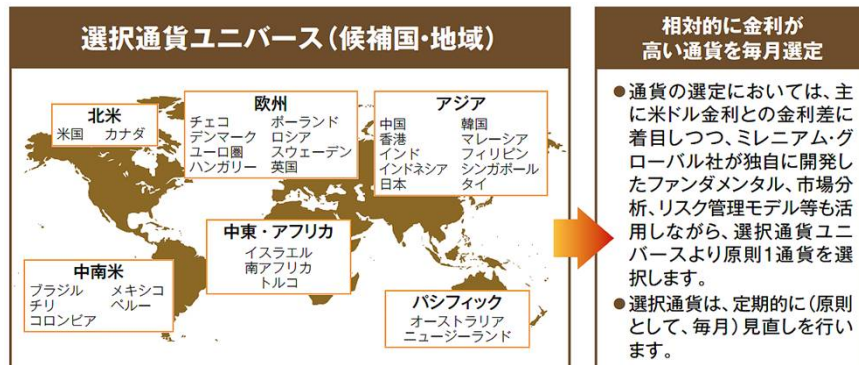 選択通貨ユニバース(候補国・地域)
北米
米国 カナダ
欧州
チェコ ポーランド
デンマーク ロシア
ユーロ圏 スウェーデン
ハンガリー 英国
アジア
中国 韓国
香港 マレーシア
インド フィリピン
インドネシア シンガポール
日本 タイ
中東・アフリカ
イスラエル
南アフリカ
トルコ
中南米
ブラジル メキシコ
チリ ペルー
コロンビア
パシフィック
オーストラリア
ニュージーランド
相対的に金利が
高い通貨を毎月選定
●通貨の選定においては、主
に米ドル金利との金利差に
着目しつつ、ミレニアム・グ
ローバル社が独自に開発し
たファンダメンタル、市場分
析、リスク管理モデル等も活
用しながら、選択通貨ユニ
バースより原則1通貨を選
択します。
●選択通貨は、定期的に(原則
として、毎月)見直しを行い
ます。